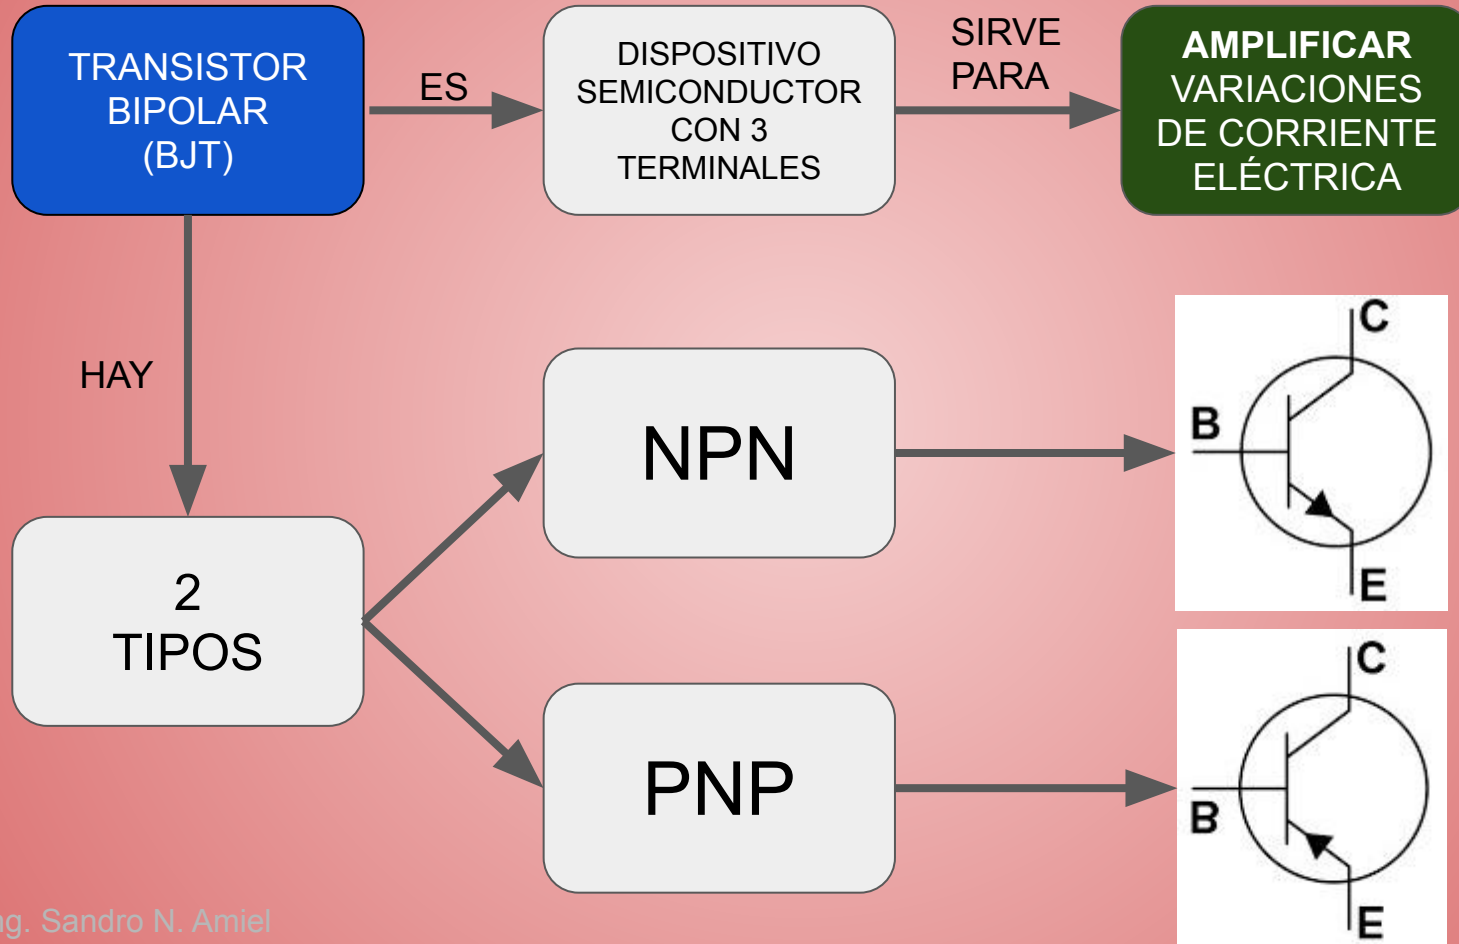 TRANSISTOR
BIPOLAR
(BJT)
ES
DISPOSITIVO
SEMICONDUCTOR
CON 3
TERMINALES
SIRVE
PARA
AMPLIFICAR
VARIACIONES
DE CORRIENTE
ELÉCTRICA
HAY
2
TIPOS
NPN
C
B
E
PNP
C
B
E
ng. Sandro N. Amiel